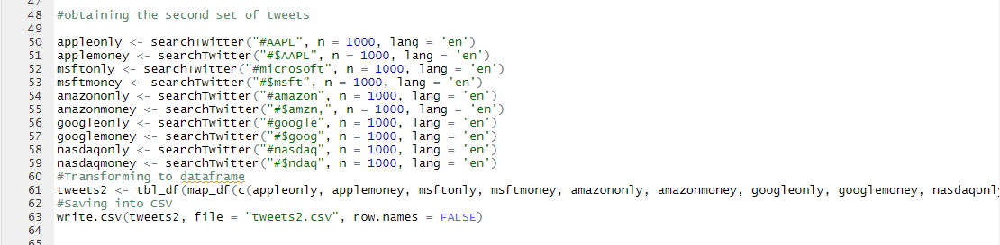 47
48 #obtaining the second set of tweets
49
50 appleonly <- searchTwitter("#AAPL", n = 1000, lang = 'en')
51 applemoney <- searchTwitter("#$AAPL", n = 1000, lang = 'en')
52 msftonly <- searchTwitter("#microsoft", n = 1000, lang = 'en')
53 msftmoney <- searchTwitter("#$msft", n = 1000, lang = 'en')
54 amazononly <- searchTwitter("#amazon", n = 1000, lang = 'en')
55 amazonmoney <- searchTwitter("#$amzn,", n = 1000, lang = 'en')
56 googleonly <- searchTwitter("#google", n = 1000, lang = 'en')
57 googlemoney <- searchTwitter("#$goog", n = 1000, lang = 'en')
58 nasdaqonly <- searchTwitter("#nasdaq", n = 1000, lang = 'en')
59 nasdaqmoney <- searchTwitter("#$ndaq", n = 1000, lang = 'en')
60 #Transforming to dataframe
61 tweets2 <- tbl_df(map_df(c(appleonly, applemoney, msftonly, msftmoney, amazononly, amazonmoney, googleonly, googlemoney, nasdaqonl
62 #Saving into CSV
63 write.csv(tweets2, file = "tweets2.csv", row.names = FALSE)
64
65